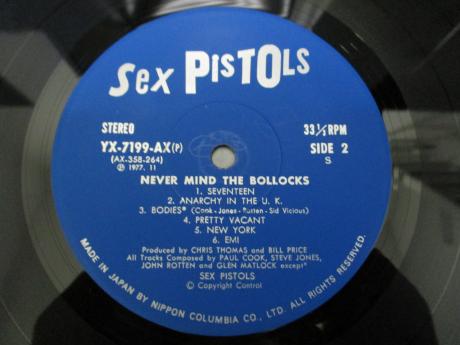 Sex PISTOLS
STEREO
33⅓RPM
YX-7199-AX(P)
SIDE 2
(AX-358-264)
S
Ⓟ 1977. 11
NEVER MIND THE BOLLOCKS
1. SEVENTEEN
2. ANARCHY IN THE U. K.
3. BODIES* (Cook-Jones-Rotten-Sid Vicious)
4. PRETTY VACANT
5. NEW YORK
6. EMI
Produced by CHRIS THOMAS and BILL PRICE
All Tracks Composed by PAUL COOK, STEVE JONES,
JOHN ROTTEN and GLEN MATLOCK except*
SEX PISTOLS
© Copyright Control
MADE IN JAPAN BY NIPPON COLUMBIA CO., LTD. ALL RIGHTS RESERVED.